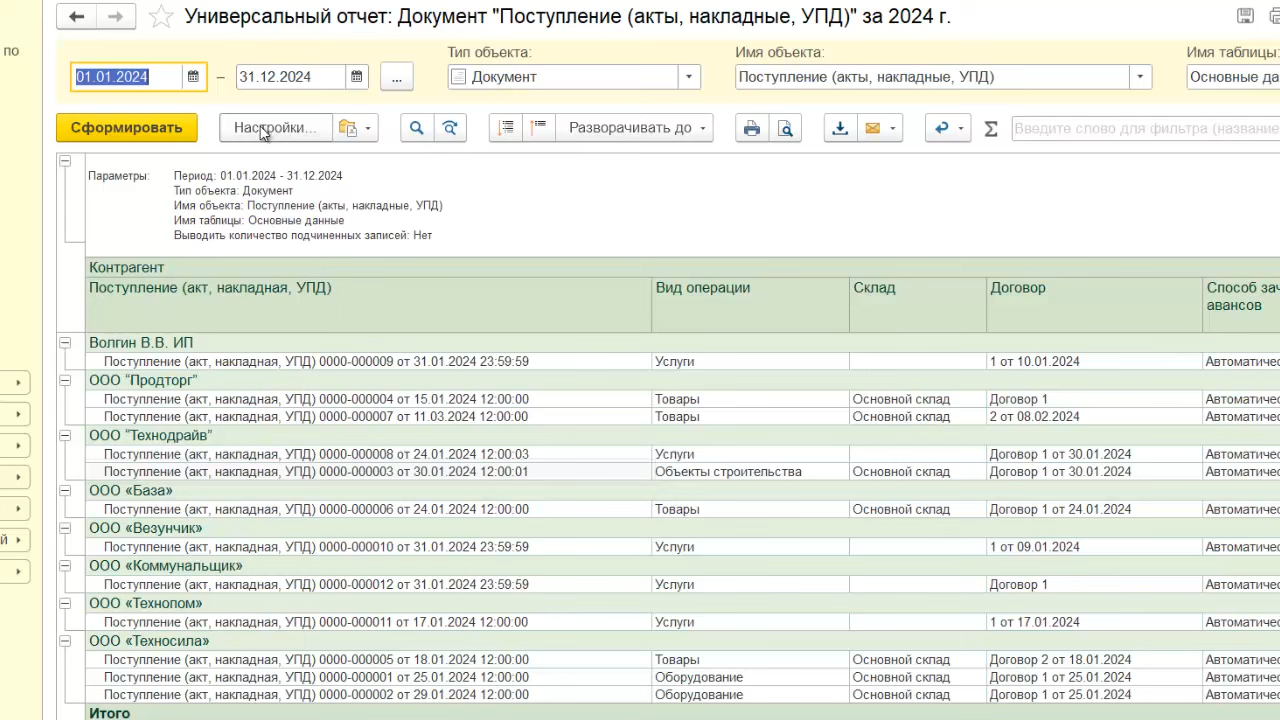 Универсальный отчет: Документ "Поступление (акты, накладные, УПД)" за 2024 г.
по
Тип объекта:
Имя объекта:
Имя таблицы:
01.01.2024 – 31.12.2024 ...
Документ
Поступление (акты, накладные, УПД)
Основные да
Сформировать
Настройки...
Разворачивать до
Σ
Введите слово для фильтра (название
Параметры: Период: 01.01.2024 - 31.12.2024
Тип объекта: Документ
Имя объекта: Поступление (акты, накладные, УПД)
Имя таблицы: Основные данные
Выводить количество подчиненных записей: Нет
Контрагент
Поступление (акт, накладная, УПД) Вид операции Склад Договор Способ зач
авансов
Волгин В.В. ИП
Поступление (акт, накладная, УПД) 0000-000009 от 31.01.2024 23:59:59 Услуги 1 от 10.01.2024 Автоматичес
ООО "Продторг"
Поступление (акт, накладная, УПД) 0000-000004 от 15.01.2024 12:00:00 Товары Основной склад Договор 1 Автоматичес
Поступление (акт, накладная, УПД) 0000-000007 от 11.03.2024 12:00:00 Товары Основной склад 2 от 08.02.2024 Автоматичес
ООО "Технодрайв"
Поступление (акт, накладная, УПД) 0000-000008 от 24.01.2024 12:00:03 Услуги Договор 1 от 30.01.2024 Автоматичес
Поступление (акт, накладная, УПД) 0000-000003 от 30.01.2024 12:00:01 Объекты строительства Основной склад Договор 1 от 30.01.2024 Автоматичес
ООО «База»
Поступление (акт, накладная, УПД) 0000-000006 от 24.01.2024 12:00:00 Товары Основной склад Договор 1 от 24.01.2024 Автоматичес
ООО «Везунчик»
Поступление (акт, накладная, УПД) 0000-000010 от 31.01.2024 23:59:59 Услуги 1 от 09.01.2024 Автоматичес
й
ООО «Коммунальщик»
Поступление (акт, накладная, УПД) 0000-000012 от 31.01.2024 23:59:59 Услуги Договор 1 Автоматичес
ООО «Технопом»
Поступление (акт, накладная, УПД) 0000-000011 от 17.01.2024 12:00:00 Услуги 1 от 17.01.2024 Автоматичес
ООО «Техносила»
Поступление (акт, накладная, УПД) 0000-000005 от 18.01.2024 12:00:00 Товары Основной склад Договор 2 от 18.01.2024 Автоматичес
Поступление (акт, накладная, УПД) 0000-000001 от 25.01.2024 12:00:00 Оборудование Основной склад Договор 1 от 25.01.2024 Автоматичес
Поступление (акт, накладная, УПД) 0000-000002 от 29.01.2024 12:00:00 Оборудование Основной склад Договор 1 от 25.01.2024 Автоматичес
Итого